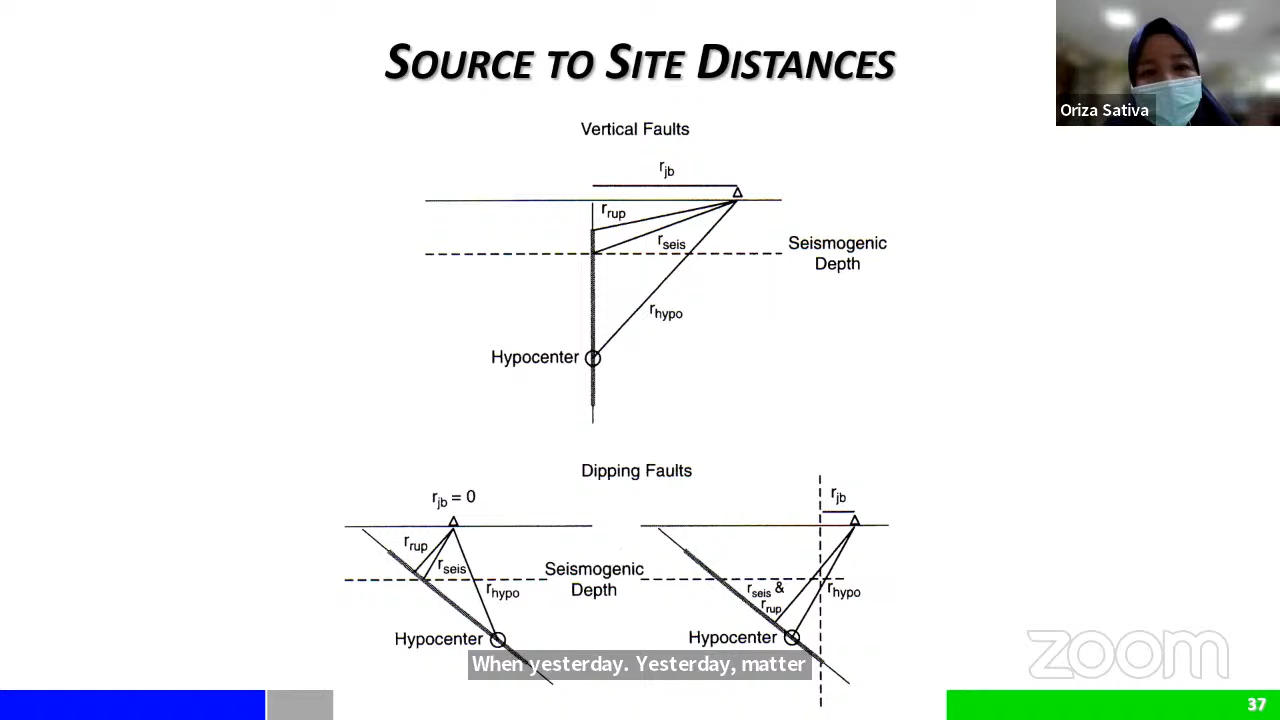 SOURCE TO SITE DISTANCES
Oriza Sativa
Vertical Faults
rjb
rrup
rseis
Seismogenic
Depth
rhypo
Hypocenter
Dipping Faults
rjb = 0
rrup
rseis
rhypo
Hypocenter
Seismogenic
Depth
rjb
rseis &
rrup
rhypo
Hypocenter
When yesterday. Yesterday, matter
zoom
37